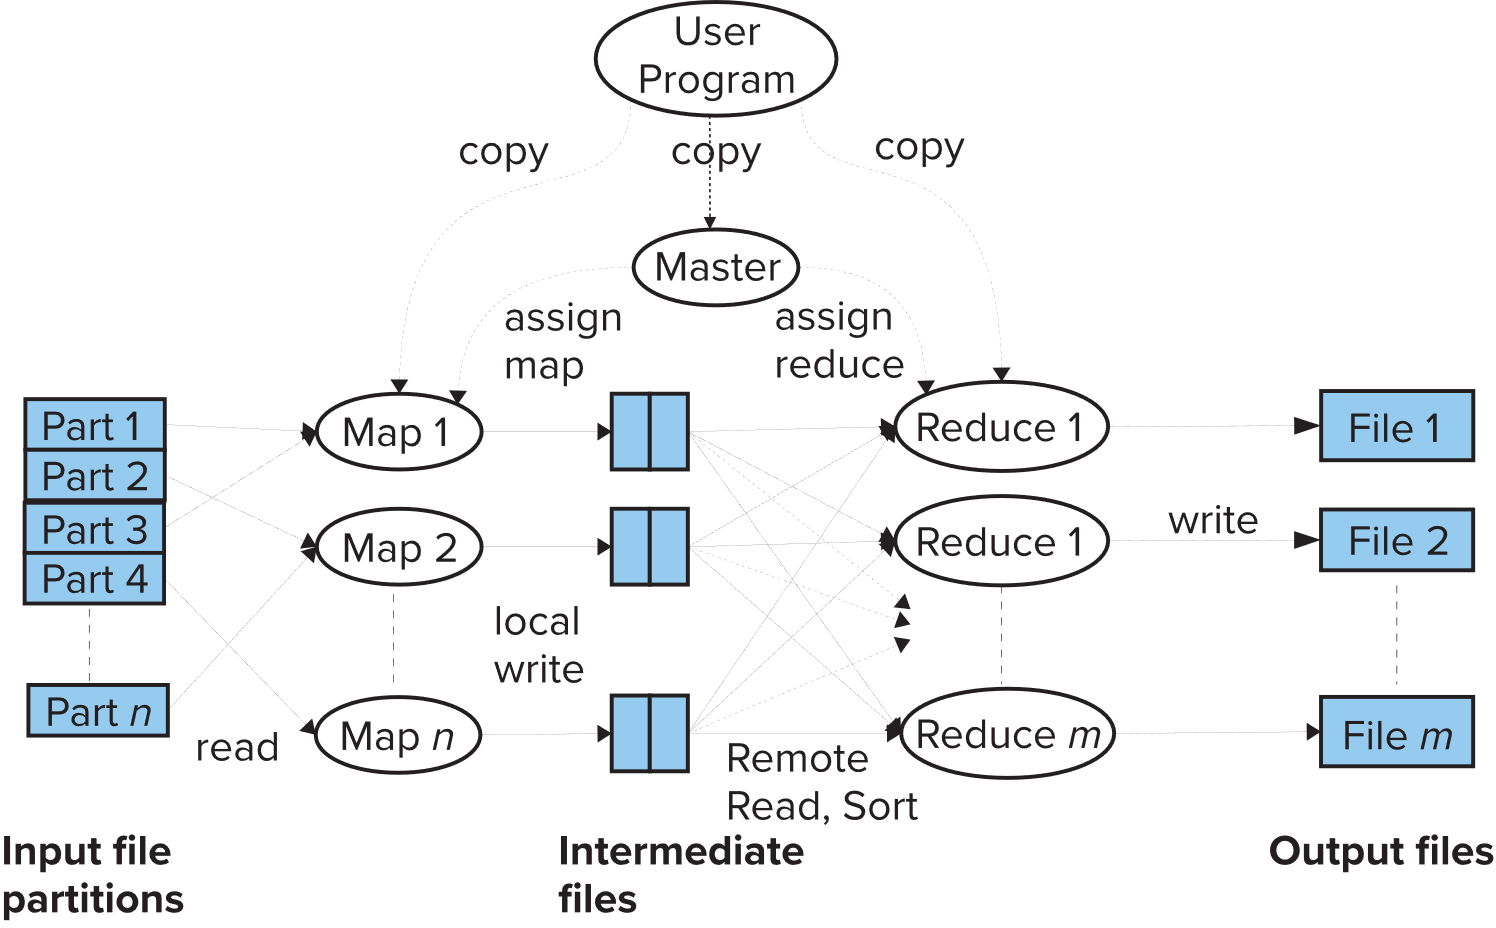 User
Program
copy
copy
copy
Master
assign
map
assign
reduce
Part 1
Part 2
Part 3
Part 4
Part n
read
Map 1
Map 2
Map n
local
write
Remote
Read, Sort
Reduce 1
Reduce 1
Reduce m
write
File 1
File 2
File m
Input file
partitions
Intermediate
files
Output files